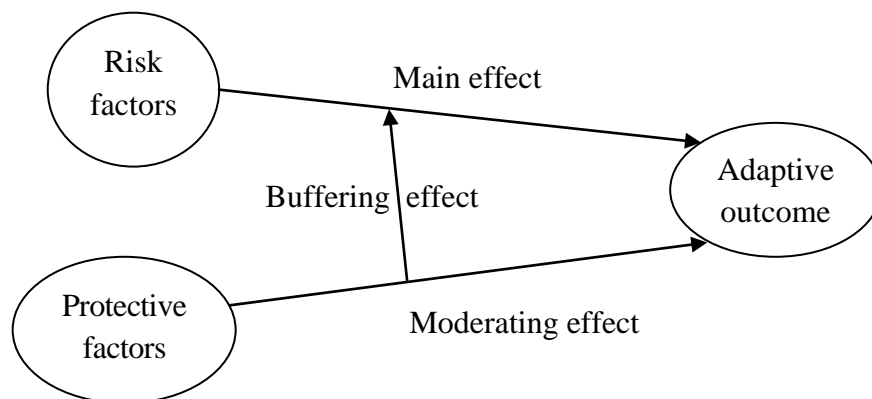 Risk
factors
Main effect
Adaptive
outcome
Buffering effect
Protective
factors
Moderating effect